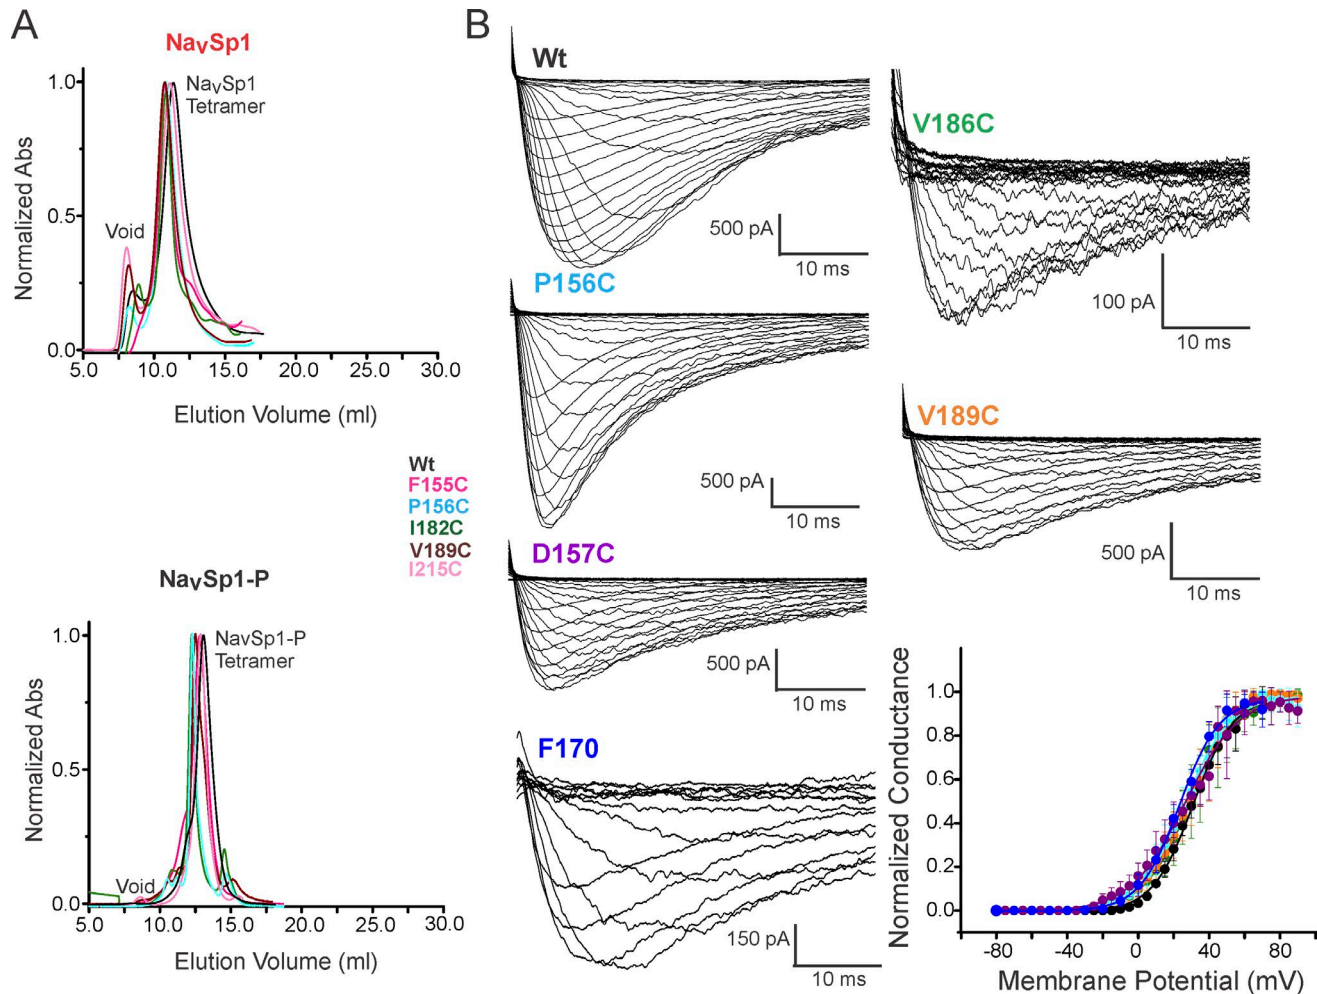 A
NavSp1
1.0
0.5
0.0
Normalized Abs
NavSp1
Tetramer
Void
5.0 10.0 15.0 20.0 25.0 30.0
Elution Volume (ml)
Wt
F155C
P156C
I182C
V189C
I215C
NavSp1-P
1.0
0.5
0.0
Normalized Abs
NavSp1-P
Tetramer
Void
5.0 10.0 15.0 20.0 25.0 30.0
Elution Volume (ml)
B
Wt
500 pA
10 ms
P156C
500 pA
10 ms
D157C
500 pA
10 ms
F170
150 pA
10 ms
V186C
100 pA
10 ms
V189C
500 pA
10 ms
1.0
0.8
0.6
0.4
0.2
0.0
Normalized Conductance
-80 -40 0 40 80
Membrane Potential (mV)